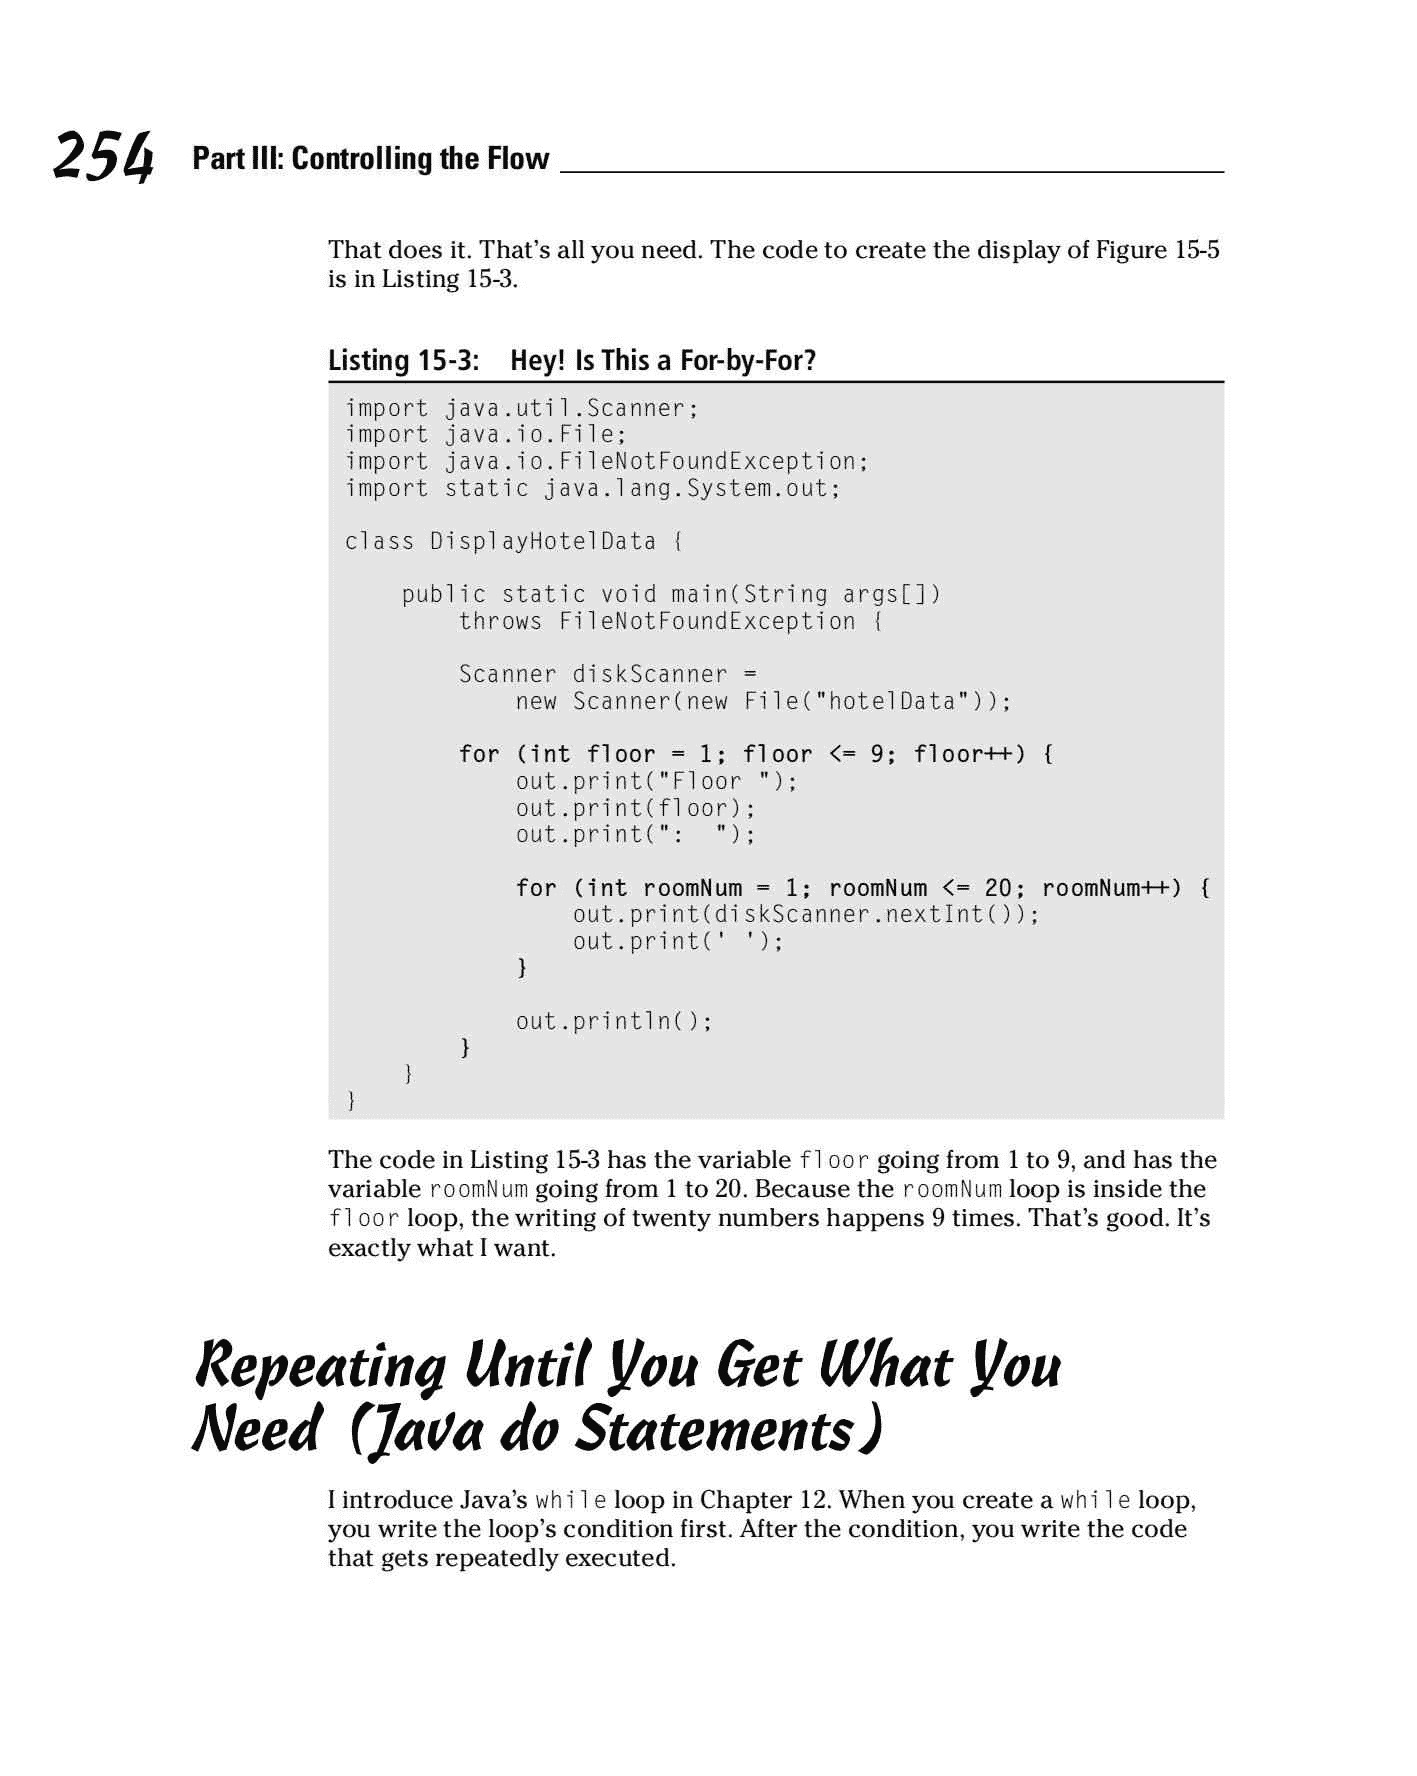 254 Part III: Controlling the Flow
That does it. That’s all you need. The code to create the display of Figure 15-5
is in Listing 15-3.
Listing 15-3: Hey! Is This a For-by-For?
import java.util.Scanner;
import java.io.File;
import java.io.FileNotFoundException;
import static java.lang.System.out;
class DisplayHotelData {
    public static void main(String args[])
        throws FileNotFoundException {
        Scanner diskScanner =
            new Scanner(new File("hotelData"));
        for (int floor = 1; floor <= 9; floor++) {
            out.print("Floor ");
            out.print(floor);
            out.print(":  ");
            for (int roomNum = 1; roomNum <= 20; roomNum++) {
                out.print(diskScanner.nextInt());
                out.print(' ');
            }
            out.println();
        }
    }
}
The code in Listing 15-3 has the variable floor going from 1 to 9, and has the
variable roomNum going from 1 to 20. Because the roomNum loop is inside the
floor loop, the writing of twenty numbers happens 9 times. That’s good. It’s
exactly what I want.
Repeating Until You Get What You
Need (Java do Statements)
I introduce Java’s while loop in Chapter 12. When you create a while loop,
you write the loop’s condition first. After the condition, you write the code
that gets repeatedly executed.